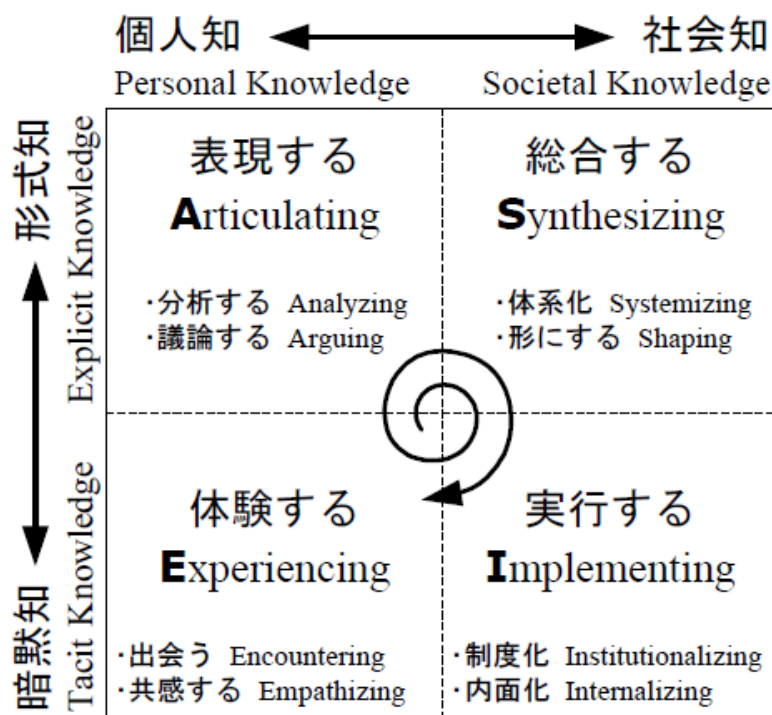 個人知 社会知
Personal Knowledge Societal Knowledge
形式知
Explicit Knowledge
表現する
Articulating
・分析する Analyzing
・議論する Arguing
総合する
Synthesizing
・体系化 Systemizing
・形にする Shaping
暗黙知
Tacit Knowledge
体験する
Experiencing
・出会う Encountering
・共感する Empathizing
実行する
Implementing
・制度化 Institutionalizing
・内面化 Internalizing